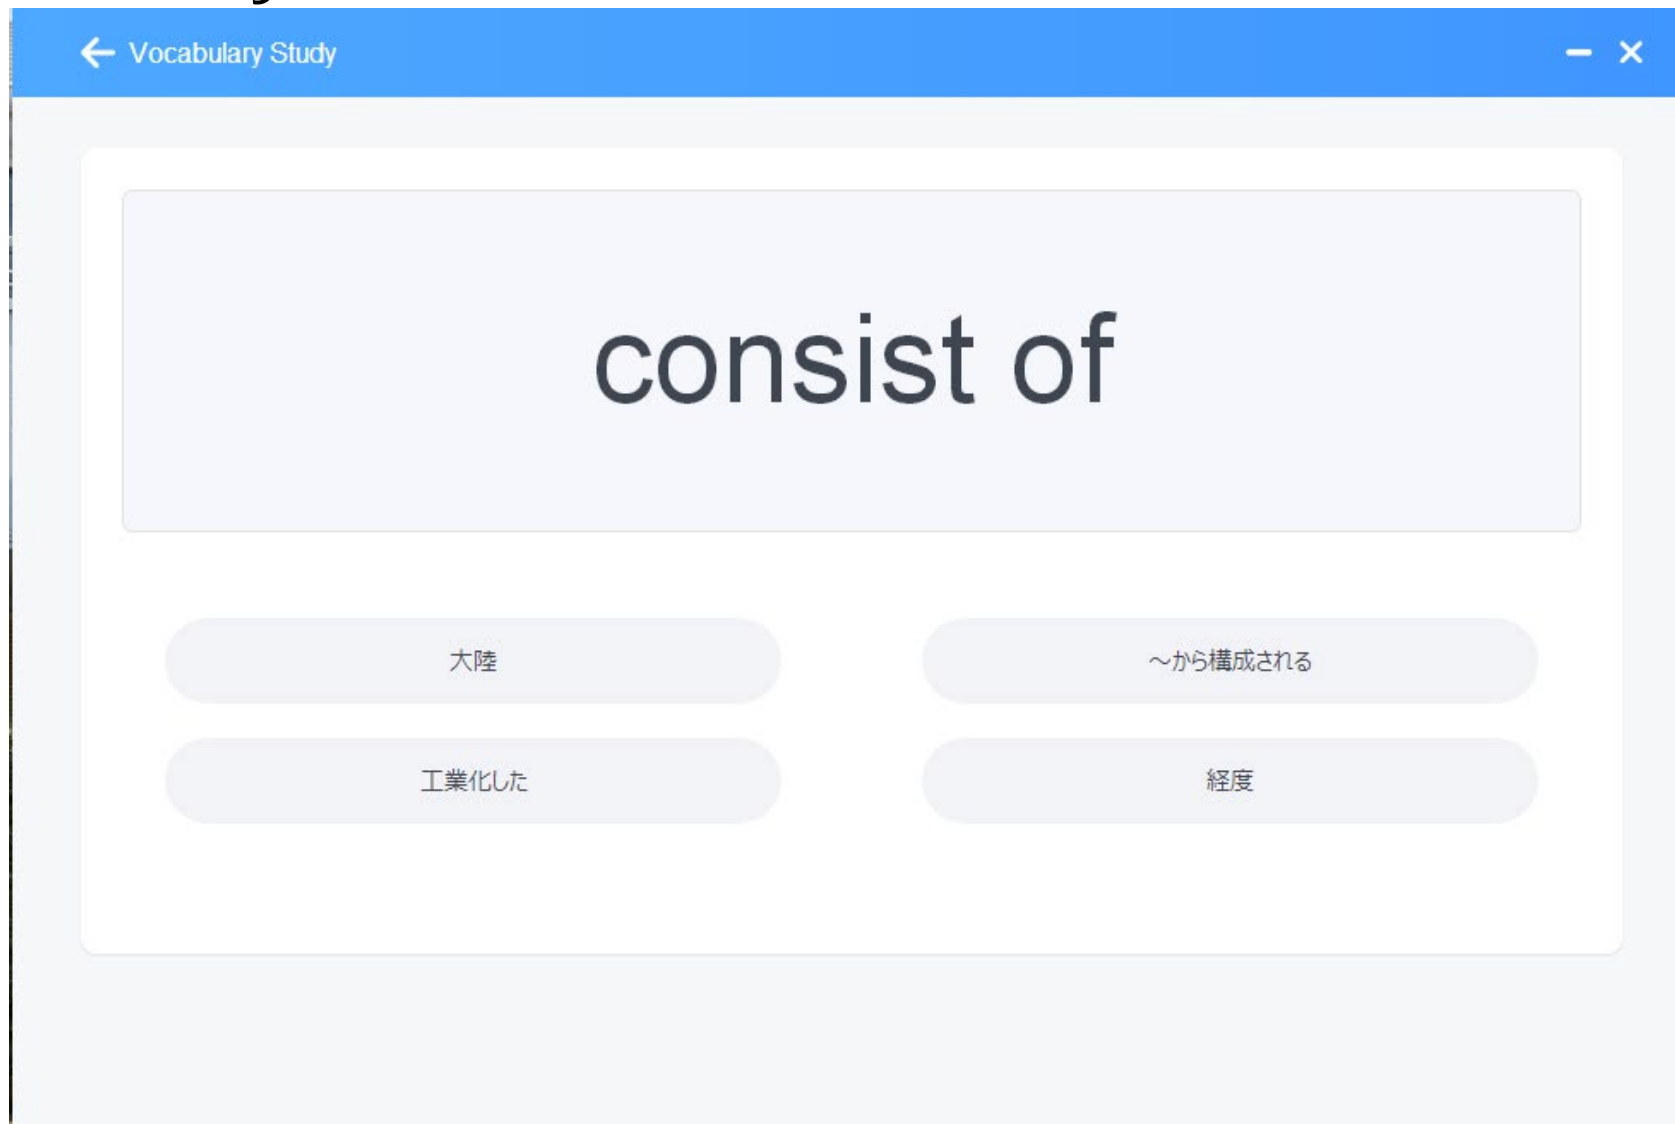 Vocabulary Study
consist of
大陸
～から構成される
工業化した
経度